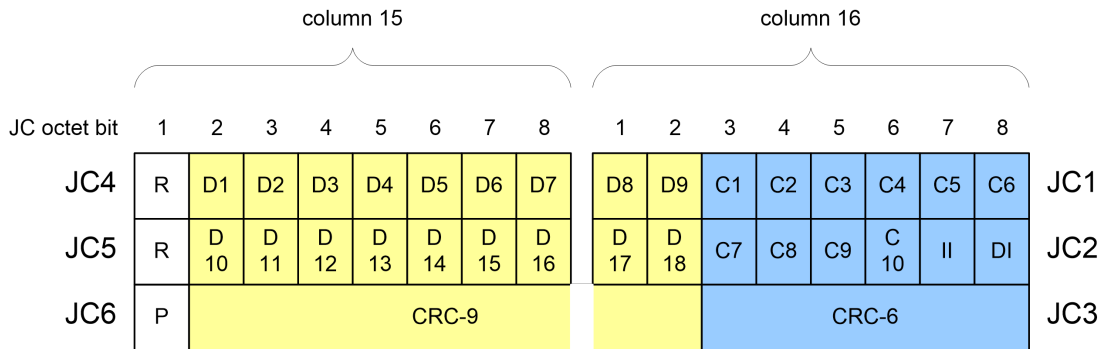 column 15 column 16
JC octet bit 1 2 3 4 5 6 7 8 1 2 3 4 5 6 7 8
JC4 R D1 D2 D3 D4 D5 D6 D7 D8 D9 C1 C2 C3 C4 C5 C6 JC1
JC5 R D 10 D 11 D 12 D 13 D 14 D 15 D 16 D 17 D 18 C7 C8 C9 C 10 II DI JC2
JC6 P CRC-9 CRC-6 JC3